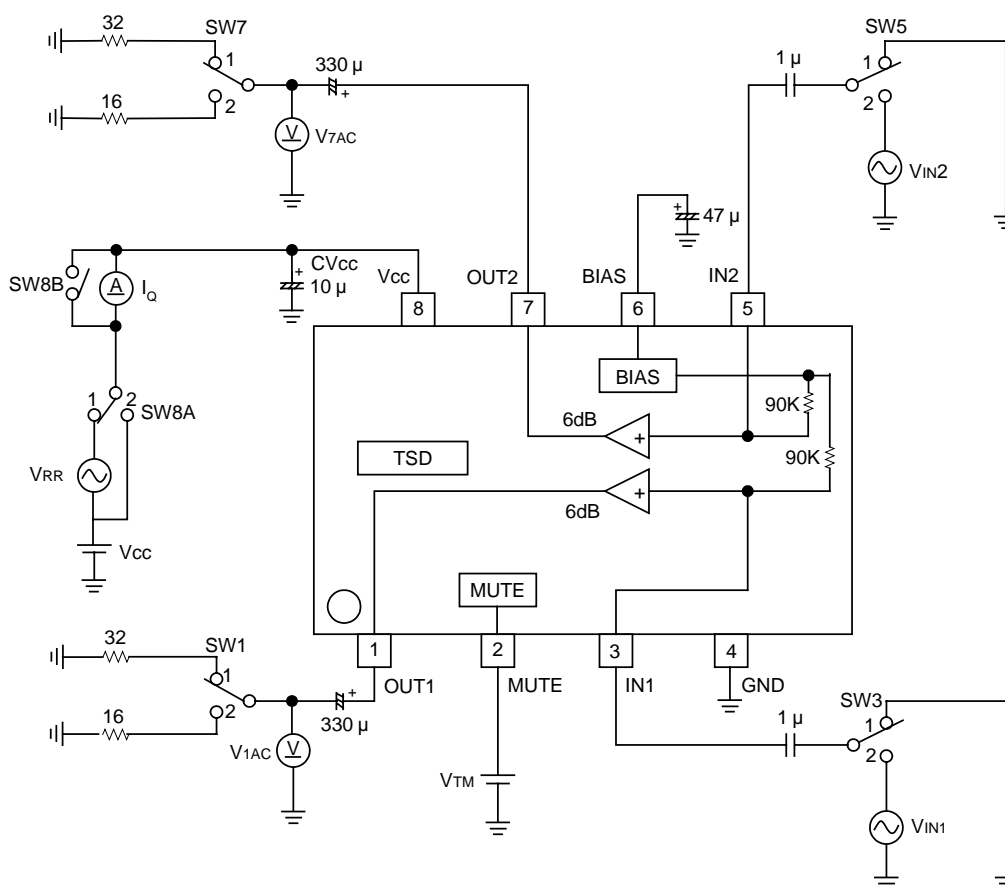 32
SW7
1
2
16
330 µ
+
V
V7AC
1 µ
SW5
1
2
VIN2
SW8B
A
IQ
+
CVcc
10 µ
Vcc
8
OUT2
7
BIAS
6
+
47 µ
IN2
5
1
2
SW8A
VRR
Vcc
BIAS
90K
6dB
+
TSD
90K
+
6dB
MUTE
1
OUT1
2
MUTE
3
IN1
4
GND
32
SW1
1
2
16
+
330 µ
V
V1AC
VTM
1 µ
SW3
1
2
VIN1